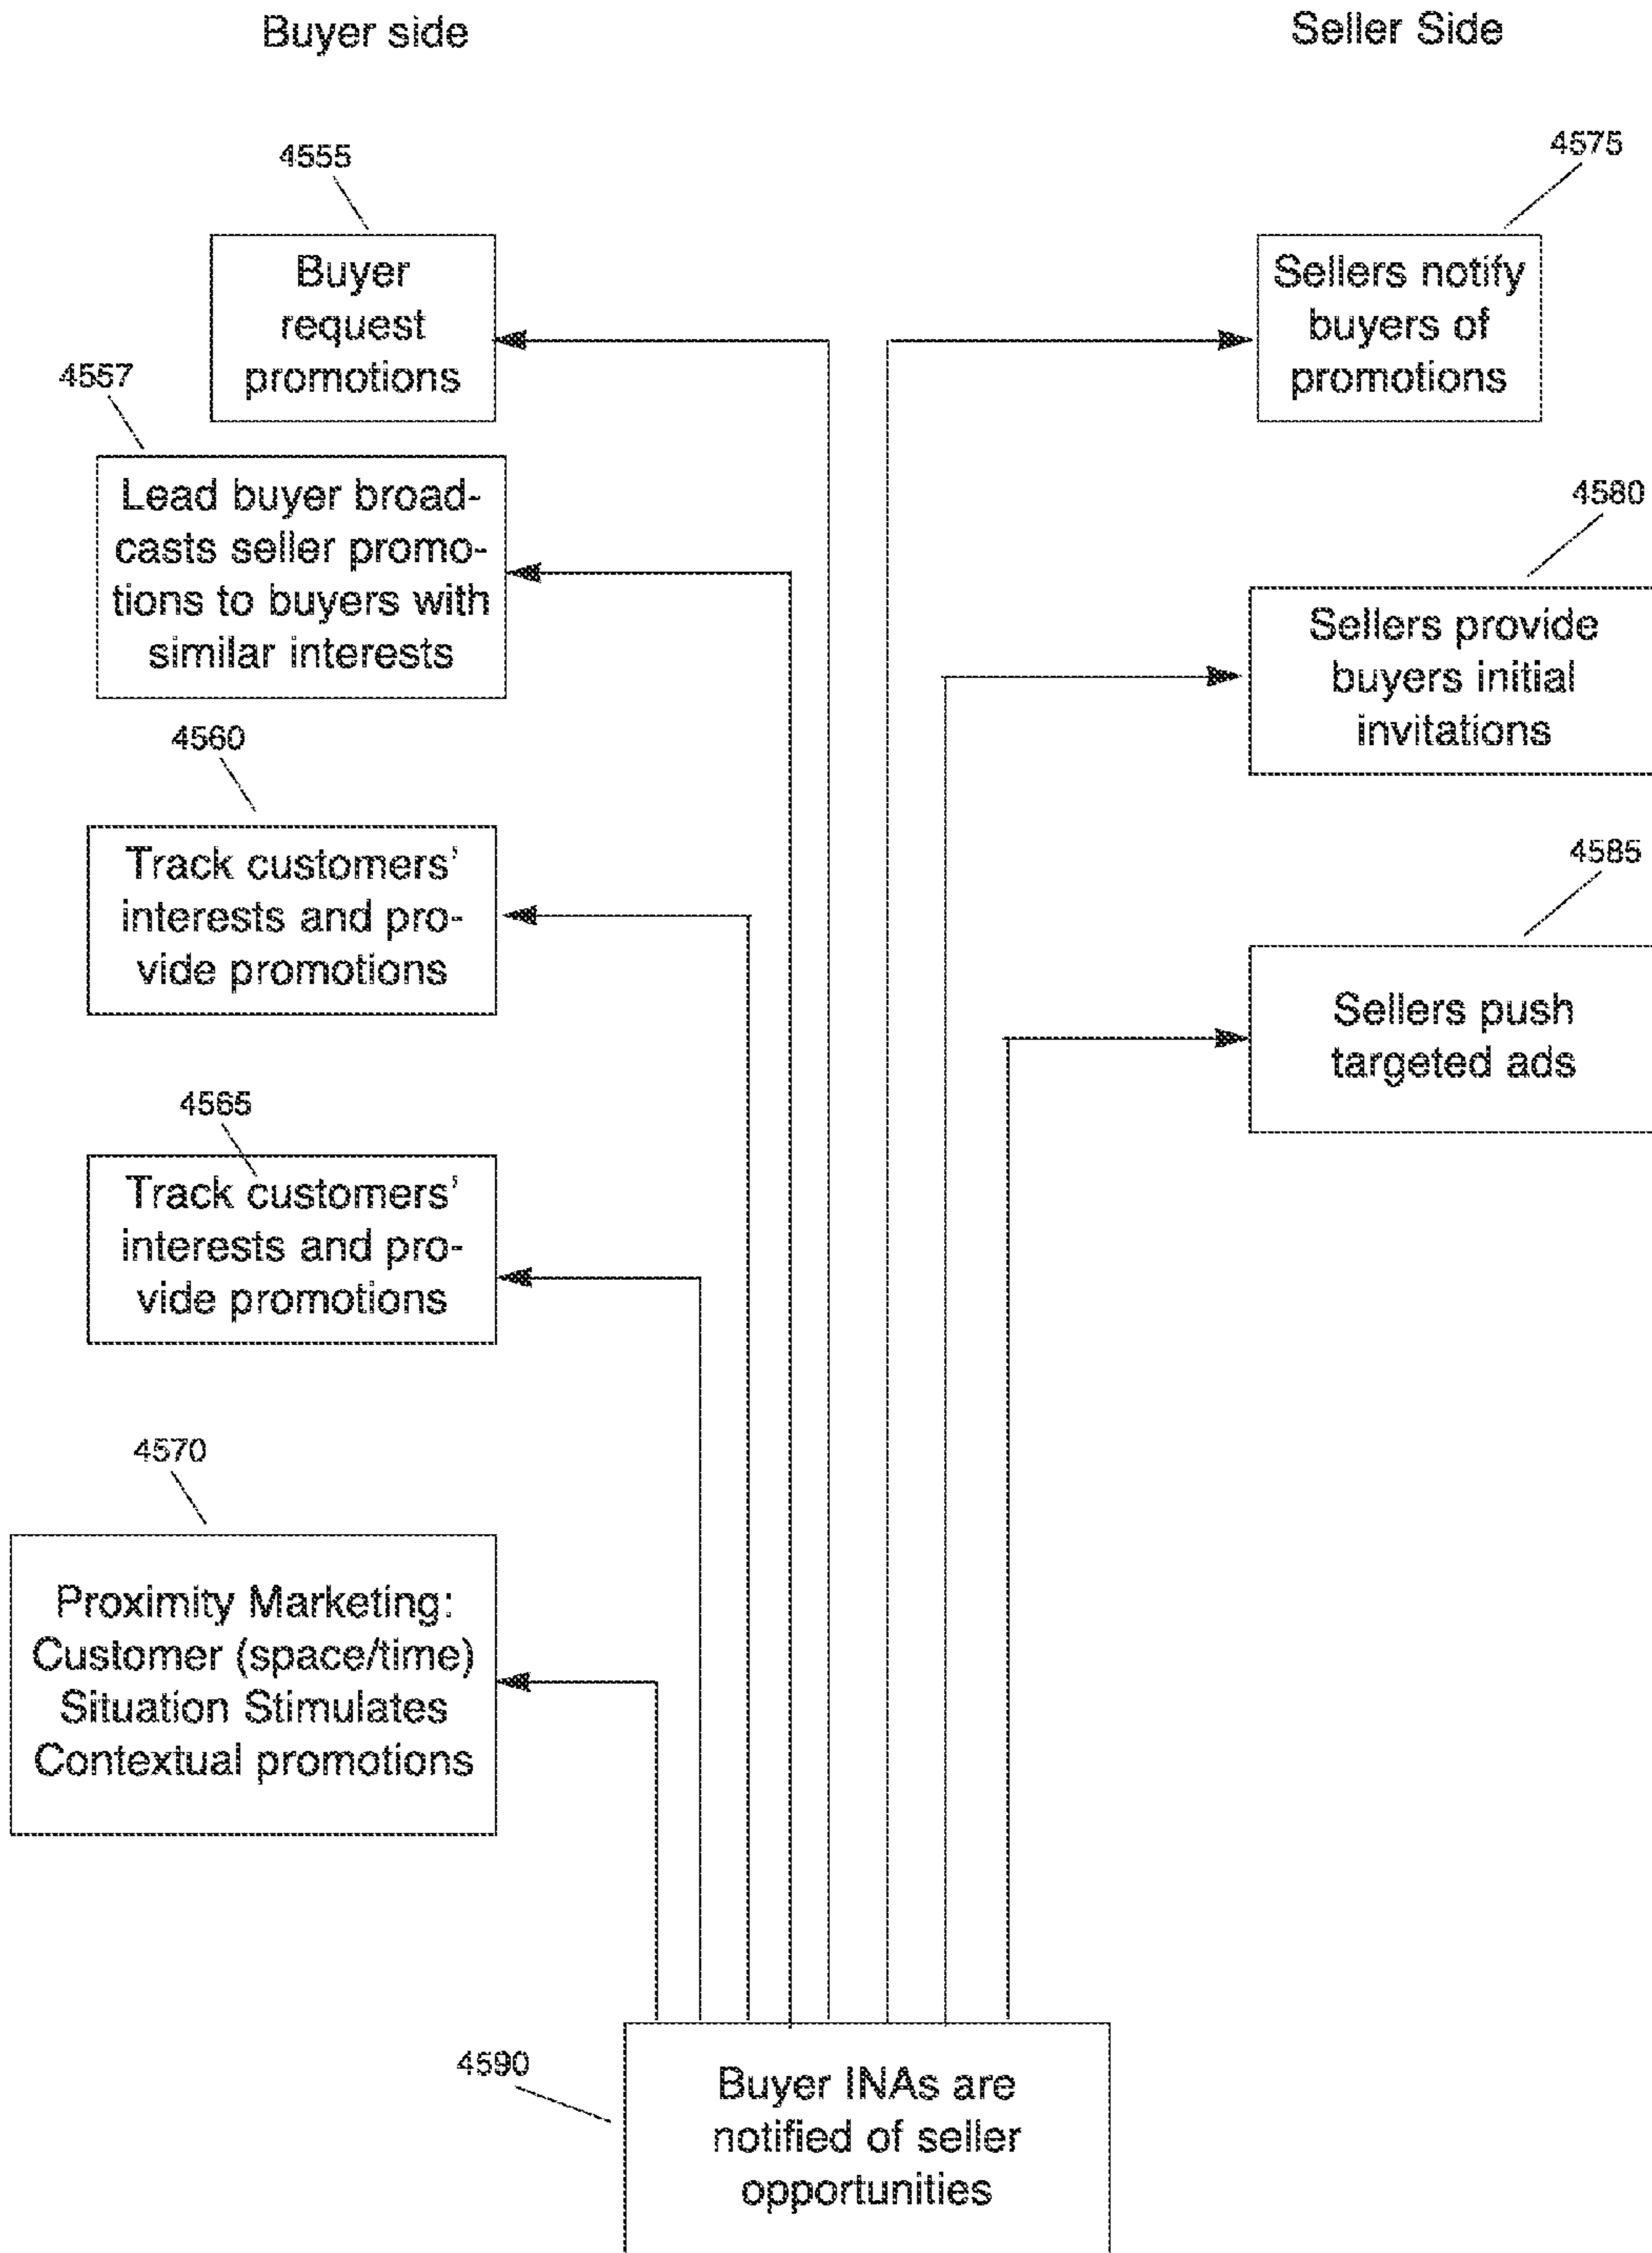 Buyer side
Seller Side
4555
Buyer
request
promotions
4557
Lead buyer broad-
casts seller promo-
tions to buyers with
similar interests
4560
Track customers'
interests and pro-
vide promotions
4565
Track customers'
interests and pro-
vide promotions
4570
Proximity Marketing:
Customer (space/time)
Situation Stimulates
Contextual promotions
4575
Sellers notify
buyers of
promotions
4580
Sellers provide
buyers initial
invitations
4585
Sellers push
targeted ads
4590
Buyer INAs are
notified of seller
opportunities